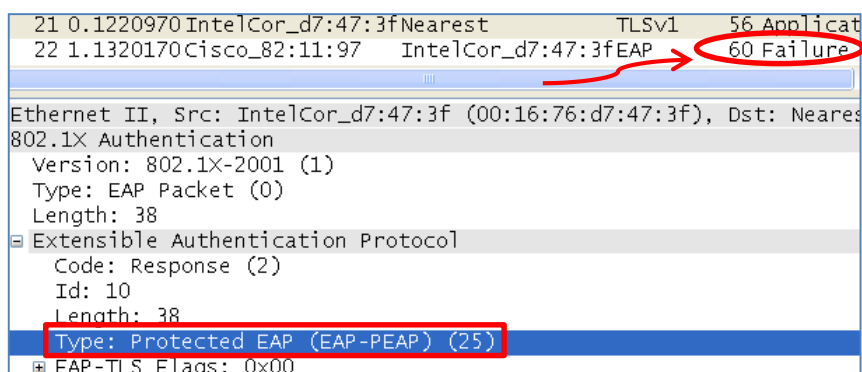 21 0.1220970 IntelCor_d7:47:3f Nearest TLSv1 56 Applicat
22 1.1320170 Cisco_82:11:97 IntelCor_d7:47:3f EAP 60 Failure
Ethernet II, Src: IntelCor_d7:47:3f (00:16:76:d7:47:3f), Dst: Neares
802.1X Authentication
Version: 802.1X-2001 (1)
Type: EAP Packet (0)
Length: 38
Extensible Authentication Protocol
Code: Response (2)
Id: 10
Length: 38
Type: Protected EAP (EAP-PEAP) (25)
EAP-TLS Flags: 0x00